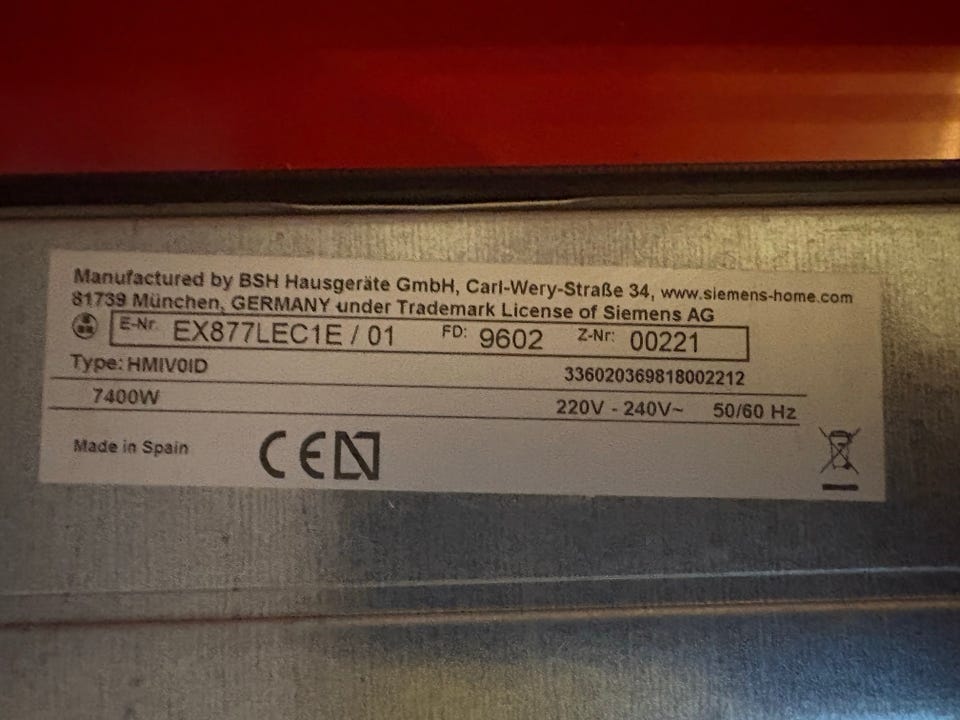 Manufactured by BSH Hausgeräte GmbH, Carl-Wery-Straße 34, www.siemens-home.com
81739 München, GERMANY under Trademark License of Siemens AG
E-Nr. EX877LEC1E / 01 FD: 9602 Z-Nr: 00221
Type: HMIV0ID 336020369818002212
7400W 220V - 240V~ 50/60 Hz
Made in Spain CE N